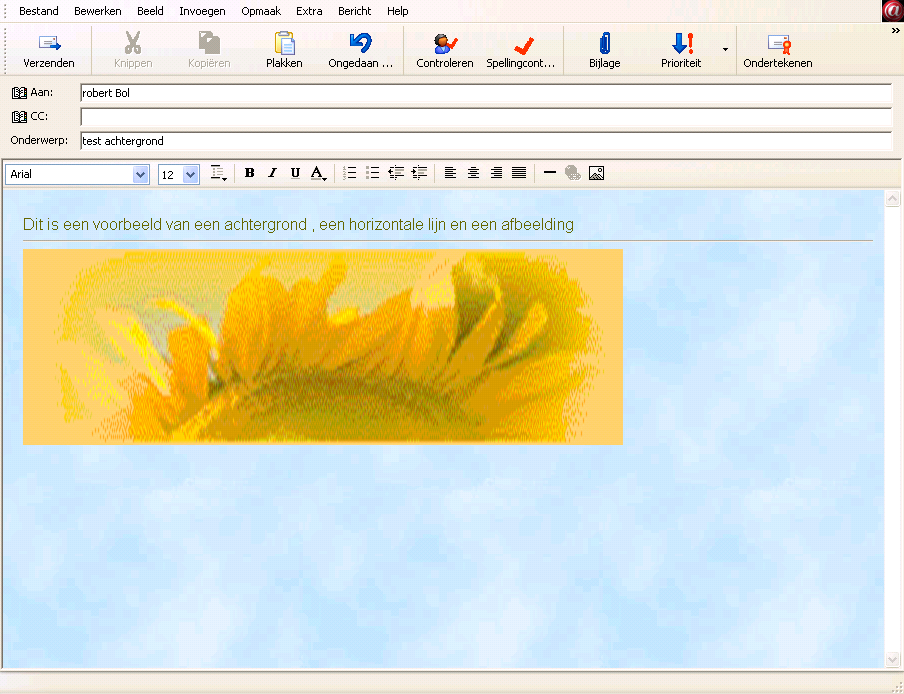 Bestand Bewerken Beeld Invoegen Opmaak Extra Bericht Help
Verzenden Knippen Kopiëren Plakken Ongedaan ... Controleren Spellingcont... Bijlage Prioriteit Ondertekenen
Aan: robert Bol
CC:
Onderwerp: test achtergrond
Arial 12 B I U A
Dit is een voorbeeld van een achtergrond , een horizontale lijn en een afbeelding